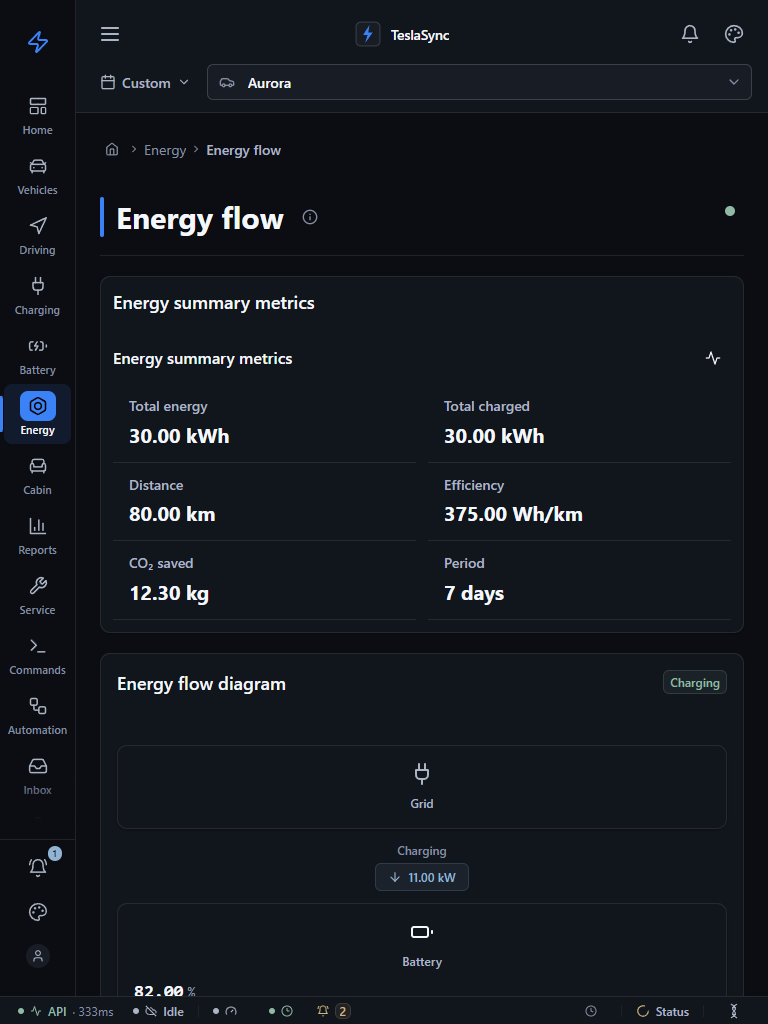 TeslaSync
Custom
Aurora
Home
Vehicles
Driving
Charging
Battery
Energy
Cabin
Reports
Service
Commands
Automation
Inbox
1
Energy
Energy flow
Energy flow
Energy summary metrics
Energy summary metrics
Total energy
30.00 kWh
Total charged
30.00 kWh
Distance
80.00 km
Efficiency
375.00 Wh/km
CO₂ saved
12.30 kg
Period
7 days
Energy flow diagram
Charging
Grid
Charging
11.00 kW
Battery
82.00 %
API · 333ms
Idle
2
Status